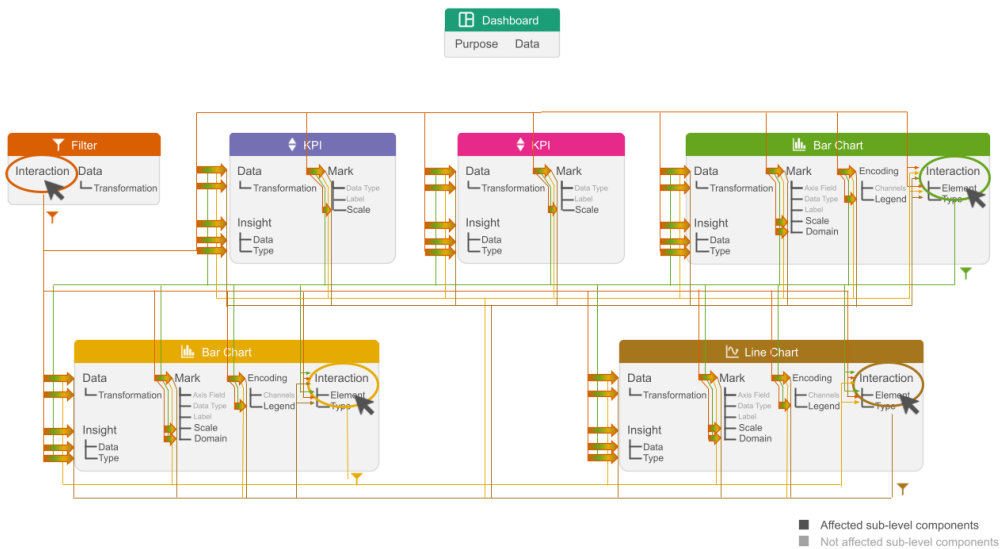 Dashboard
Purpose Data
Filter
Interaction Data
Transformation
KPI
Data Mark
Transformation Data Type
Label
Scale
Insight
Data
Type
KPI
Data Mark
Transformation Data Type
Label
Scale
Insight
Data
Type
Bar Chart
Data Mark Encoding Interaction
Transformation Axis Field Channels Element
Data Type Legend Type
Label
Scale
Domain
Insight
Data
Type
Bar Chart
Data Mark Encoding Interaction
Transformation Axis Field Channels Element
Data Type Legend Type
Label
Scale
Domain
Insight
Data
Type
Line Chart
Data Mark Encoding Interaction
Transformation Axis Field Channels Element
Data Type Legend Type
Label
Scale
Domain
Insight
Data
Type
Affected sub-level components
Not affected sub-level components